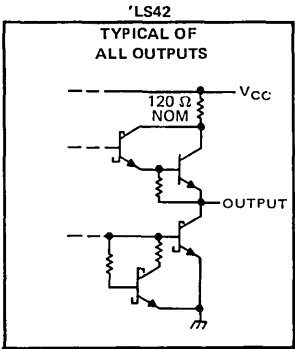 'LS42
TYPICAL OF
ALL OUTPUTS
VCC
120 Ω
NOM
OUTPUT